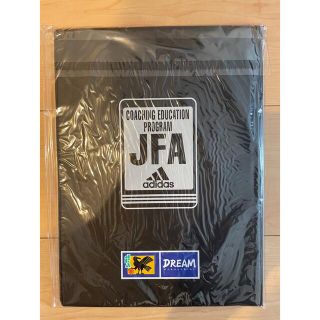 COACHING EDUCATION
PROGRAM
JFA
adidas
DREAM